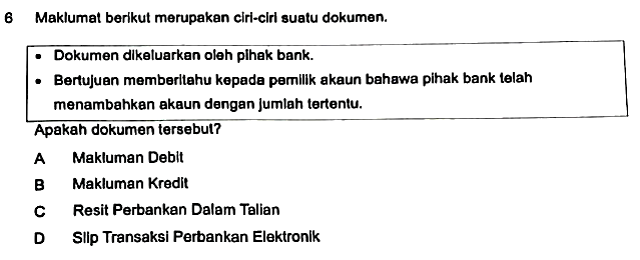 6 Maklumat berikut merupakan ciri-ciri suatu dokumen.
• Dokumen dikeluarkan oleh pihak bank.
• Bertujuan memberitahu kepada pemilik akaun bahawa pihak bank telah
menambahkan akaun dengan jumlah tertentu.
Apakah dokumen tersebut?
A Makluman Debit
B Makluman Kredit
C Resit Perbankan Dalam Talian
D Slip Transaksi Perbankan Elektronik